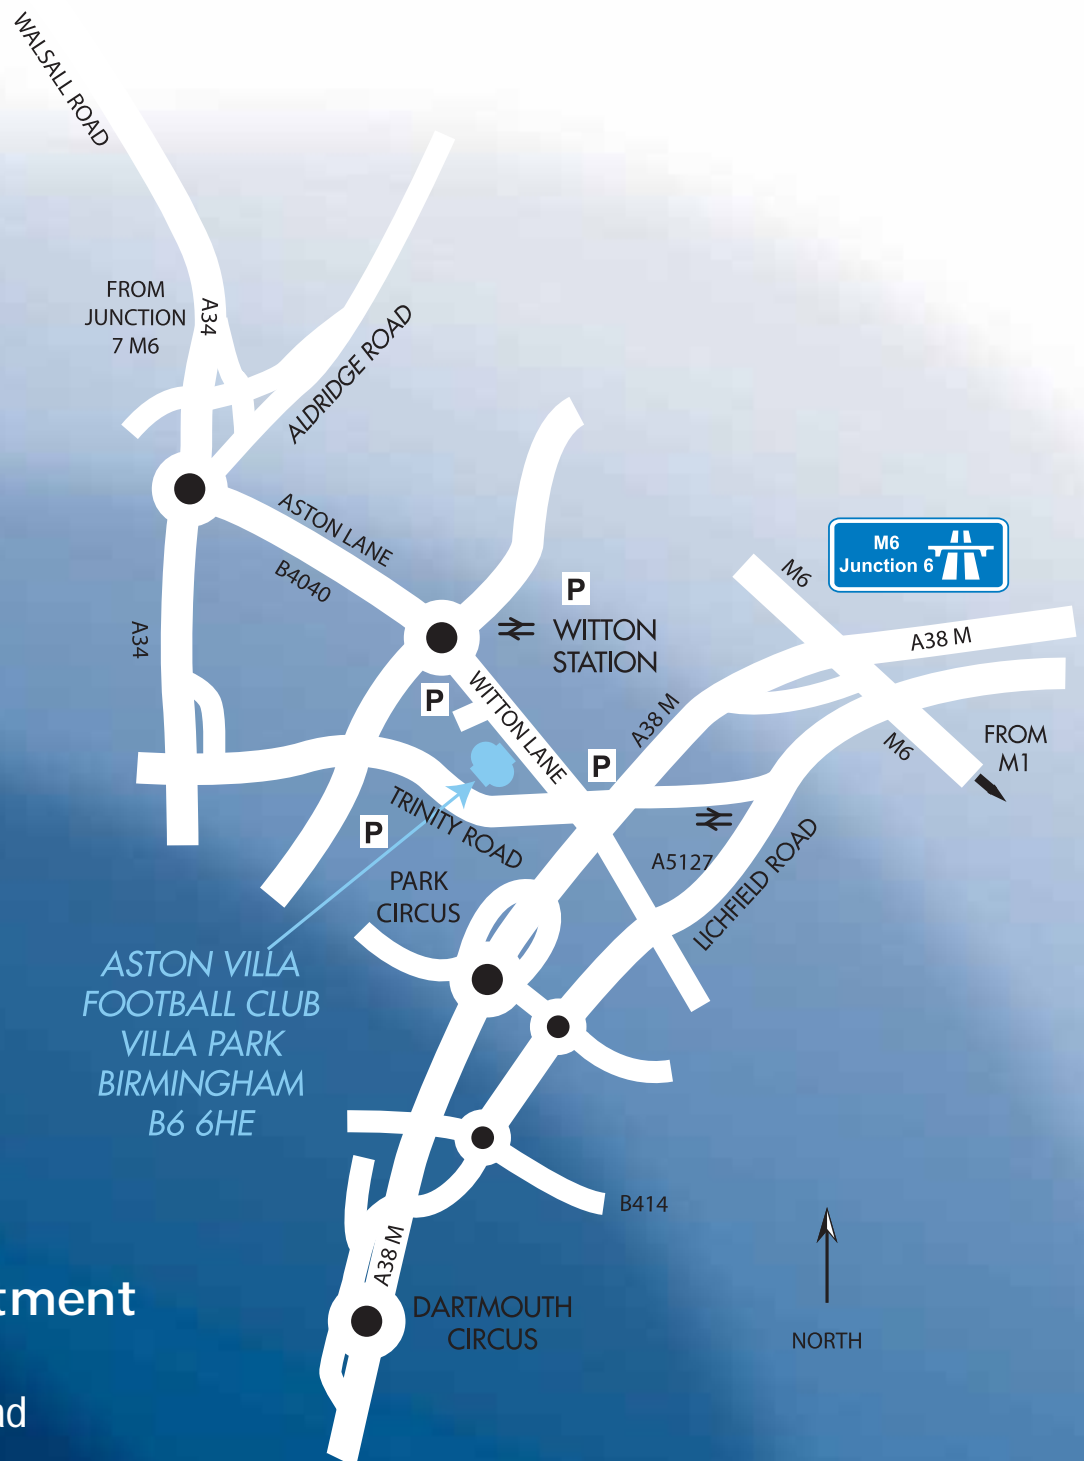 WALSALL ROAD
FROM
JUNCTION
7 M6
A34
ALDRIDGE ROAD
ASTON LANE
B4040
A34
P
WITTON
STATION
M6
Junction 6
M6
A38 M
A38 M
M6
FROM
M1
P
WITTON LANE
P
TRINITY ROAD
P
A5127
LICHFIELD ROAD
PARK
CIRCUS
ASTON VILLA
FOOTBALL CLUB
VILLA PARK
BIRMINGHAM
B6 6HE
B414
A38 M
DARTMOUTH
CIRCUS
NORTH
tment